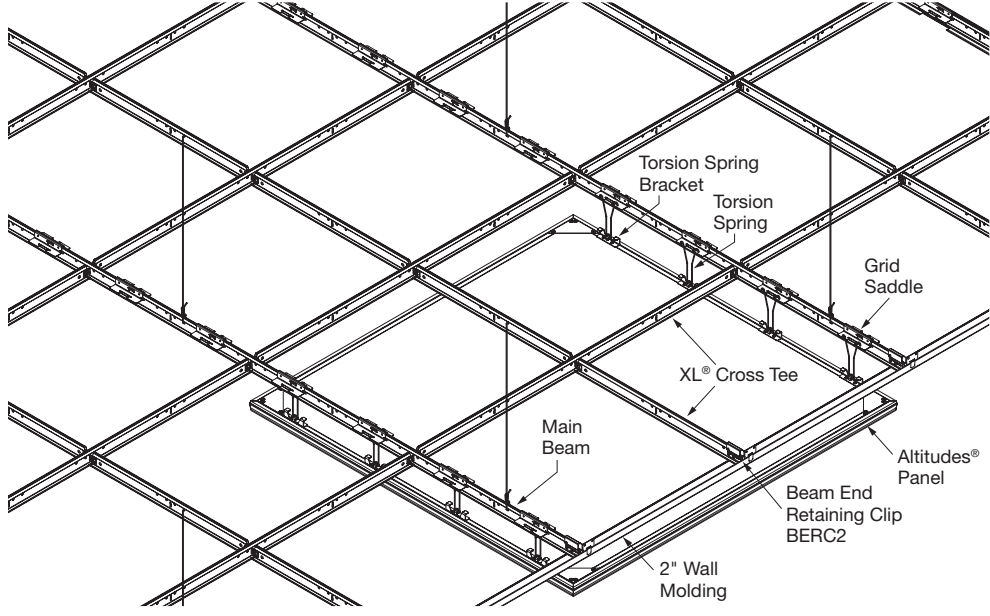 Torsion Spring
Bracket
Torsion
Spring
Grid
Saddle
XL® Cross Tee
Main
Beam
Altitudes®
Panel
Beam End
Retaining Clip
BERC2
2" Wall
Molding